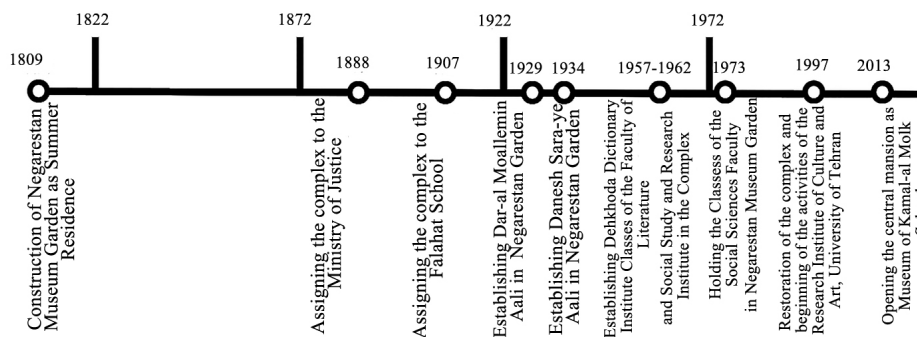 1822
1872
1922
1972
1809
1888
1907
1929
1934
1957-1962
1973
1997
2013
Construction of Negarestan
Museum Garden as Summer
Residence
Assigning the complex to the
Ministry of Justice
Assigning the complex to the
Falahat School
Establishing Dar-al Moallemin
Aali in Negarestan Garden
Establishing Danesh Sara-ye
Aali in Negarestan Garden
Establishing Dehkhoda Dictionary
Institute Classes of the Faculty of
Literature
and Social Study and Research
Institute in the Complex
Holding the Classess of the
Social Sciences Faculty
in Negarestan Museum Garden
Restoration of the complex and
beginning of the activities of the
Research Institute of Culture and
Art, University of Tehran
Opening the central mansion as
Museum of Kamal-al Molk